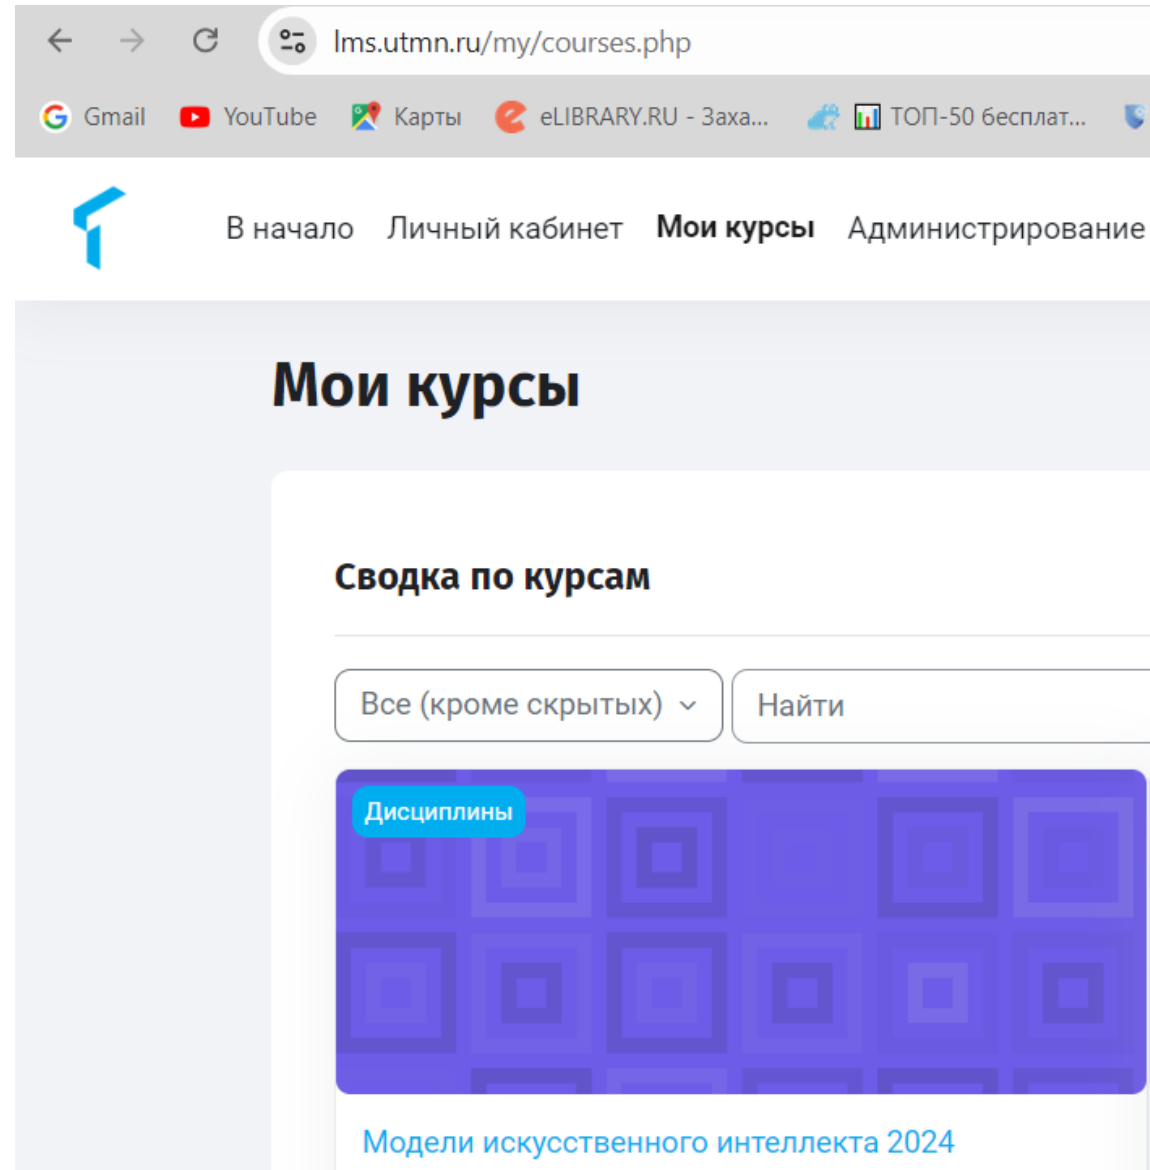 lms.utmn.ru/my/courses.php
Gmail YouTube Карты eLIBRARY.RU - Заха... ТОП-50 бесплат...
В начало Личный кабинет Мои курсы Администрирование
Мои курсы
Сводка по курсам
Все (кроме скрытых) Найти
Дисциплины
Модели искусственного интеллекта 2024